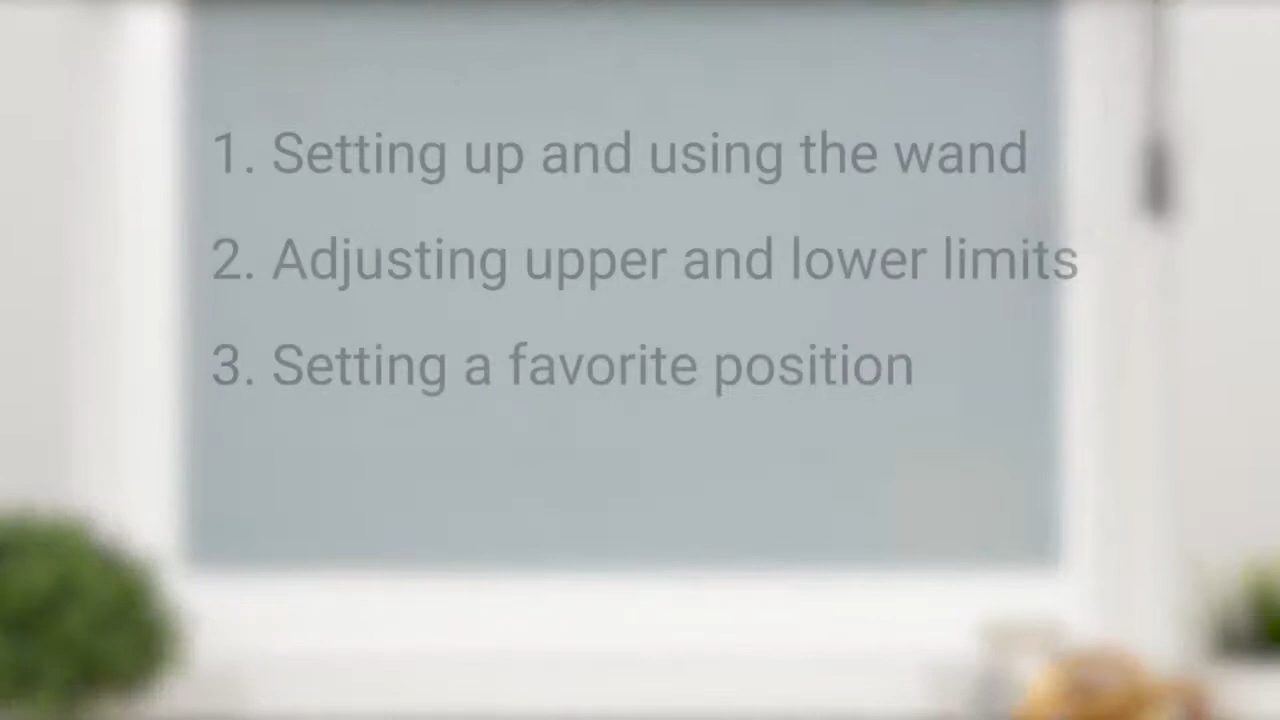 1. Setting up and using the wand
2. Adjusting upper and lower limits
3. Setting a favorite position